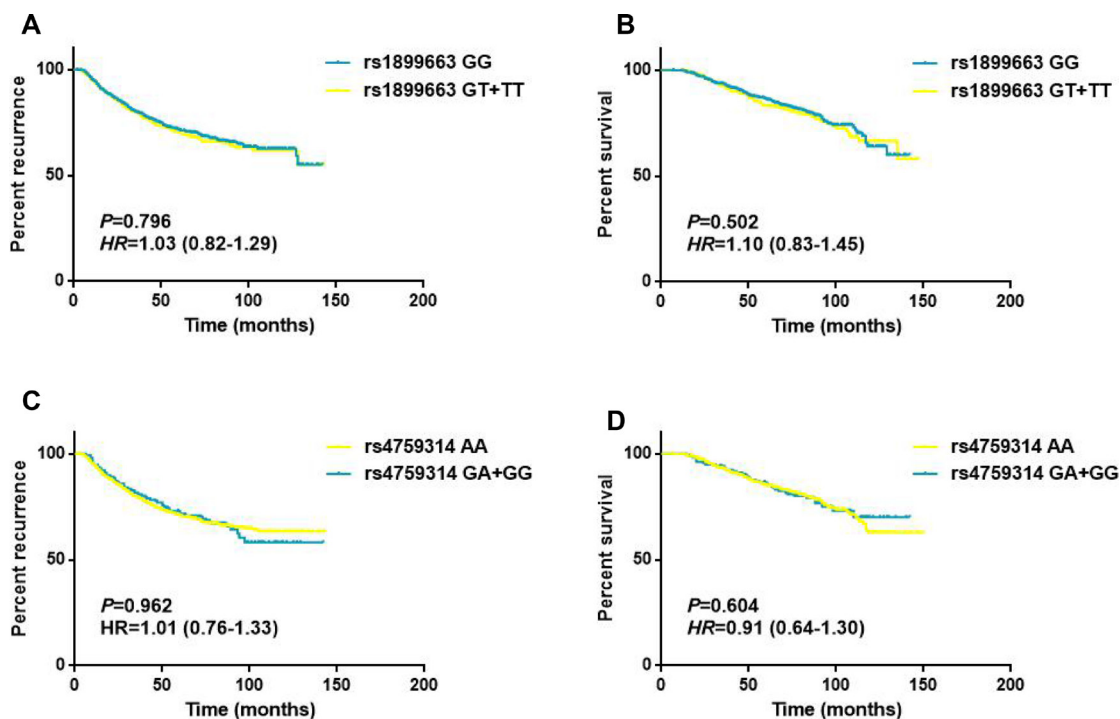 A
Percent recurrence
100
50
0
rs1899663 GG
rs1899663 GT+TT
P=0.796
HR=1.03 (0.82-1.29)
0 50 100 150 200
Time (months)
B
Percent survival
100
50
0
rs1899663 GG
rs1899663 GT+TT
P=0.502
HR=1.10 (0.83-1.45)
0 50 100 150 200
Time (months)
C
Percent recurrence
100
50
0
rs4759314 AA
rs4759314 GA+GG
P=0.962
HR=1.01 (0.76-1.33)
0 50 100 150 200
Time (months)
D
Percent survival
100
50
0
rs4759314 AA
rs4759314 GA+GG
P=0.604
HR=0.91 (0.64-1.30)
0 50 100 150 200
Time (months)